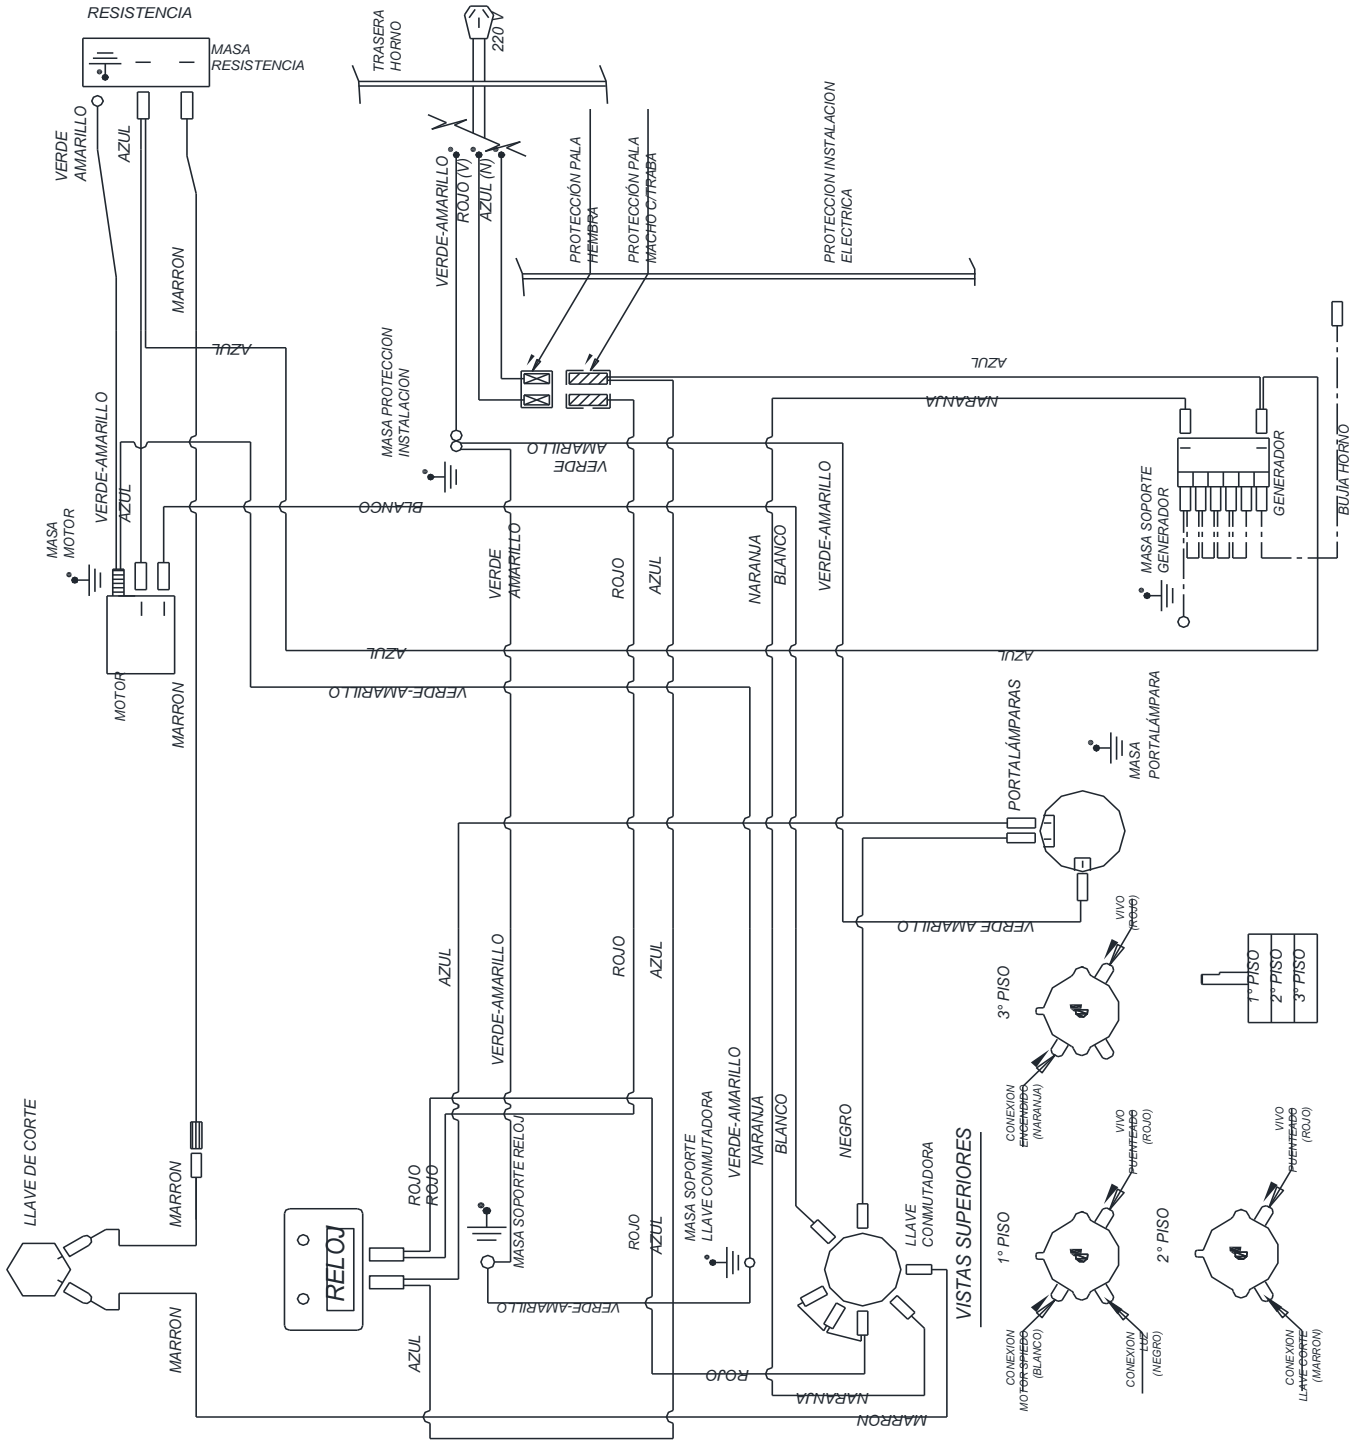 RESISTENCIA
MASA
RESISTENCIA
TRASERA
HORNO
220 V
VERDE
AMARILLO
AZUL
MARRON
VERDE-AMARILLO
ROJO (V)
AZUL (N)
PROTECCIÓN PALA
HEMBRA
PROTECCIÓN PALA
MACHO C/TRABA
PROTECCION INSTALACION
ELECTRICA
AZUL
MASA PROTECCION
INSTALACION
AZUL
NARANJA
VERDE-AMARILLO
AZUL
MASA
MOTOR
BLANCO
VERDE
AMARILLO
VERDE
AMARILLO
ROJO
AZUL
NARANJA
BLANCO
VERDE-AMARILLO
MASA SOPORTE
GENERADOR
GENERADOR
BUJIA HORNO
MOTOR
MARRON
AZUL
AZUL
VERDE-AMARILLO
PORTALÁMPARAS
MASA
PORTALÁMPARA
AZUL
VERDE-AMARILLO
ROJO
AZUL
VERDE AMARILLO
3° PISO
VIVO
(ROJO)
CONEXION
ENCENDIDO
(NARANJA)
1° PISO
2° PISO
3° PISO
LLAVE DE CORTE
MARRON
MARRON
RELOJ
ROJO
ROJO
AZUL
MASA SOPORTE RELOJ
VERDE-AMARILLO
ROJO
AZUL
MASA SOPORTE
LLAVE CONMUTADORA
VERDE-AMARILLO
NARANJA
BLANCO
NEGRO
LLAVE
CONMUTADORA
VISTAS SUPERIORES
1° PISO
VIVO
PUENTEADO
(ROJO)
CONEXION
MOTOR SPIEDO
(BLANCO)
CONEXION
LUZ
(NEGRO)
2° PISO
VIVO
PUENTEADO
(ROJO)
CONEXION
LLAVE CORTE
(MARRON)
ROJO
NARANJA
MARRON